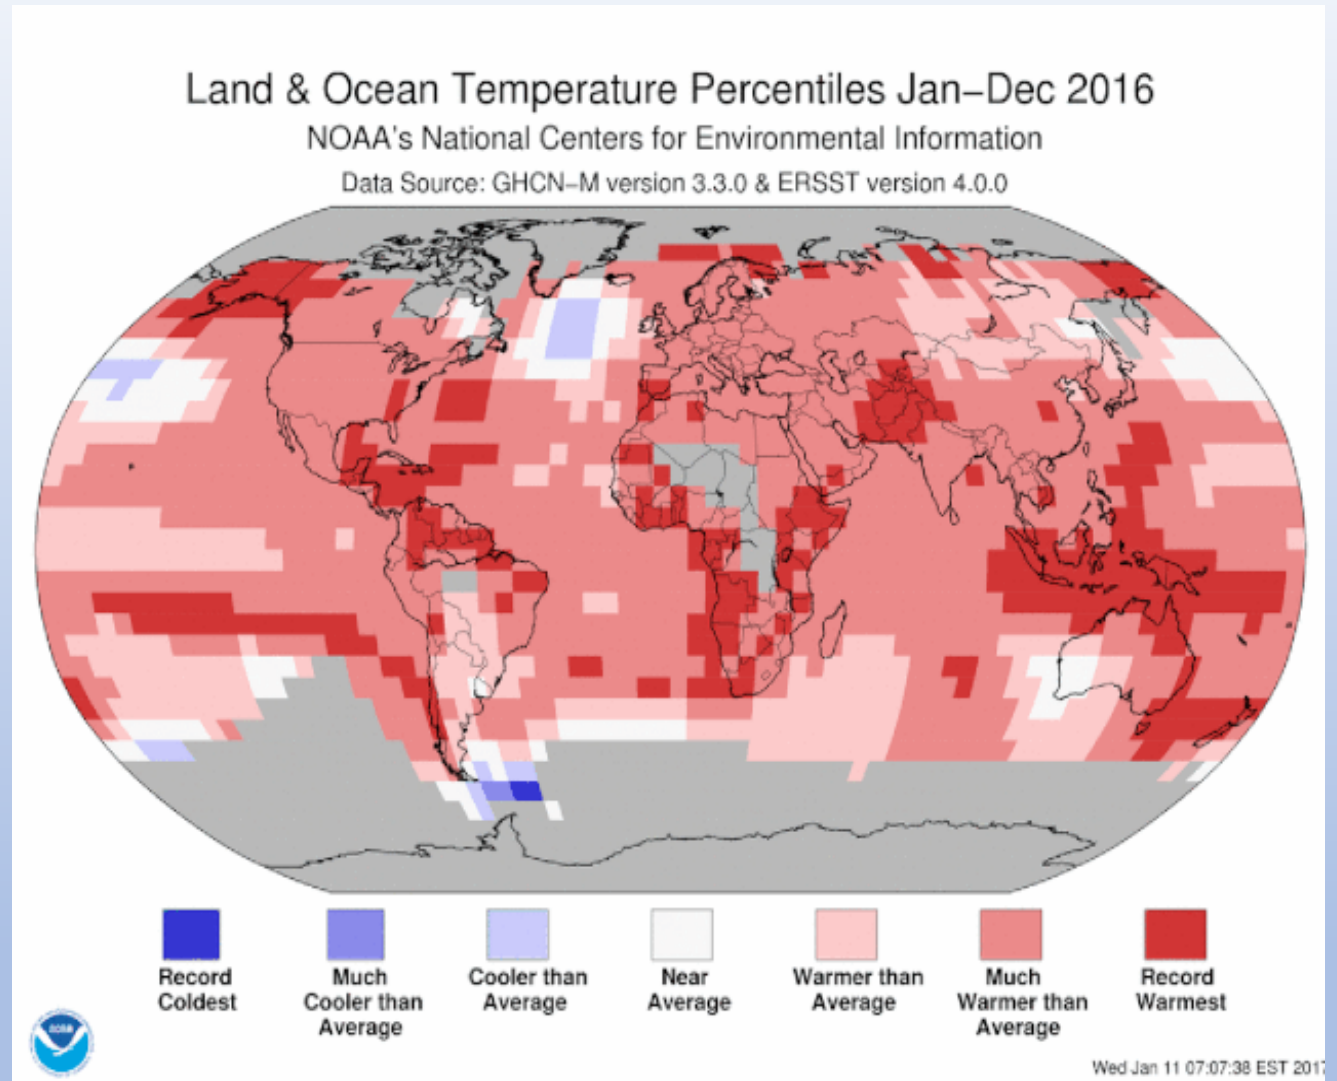 Land & Ocean Temperature Percentiles Jan–Dec 2016
NOAA's National Centers for Environmental Information
Data Source: GHCN–M version 3.3.0 & ERSST version 4.0.0
Record Coldest
Much Cooler than Average
Cooler than Average
Near Average
Warmer than Average
Much Warmer than Average
Record Warmest
NOAA
Wed Jan 11 07:07:38 EST 2017